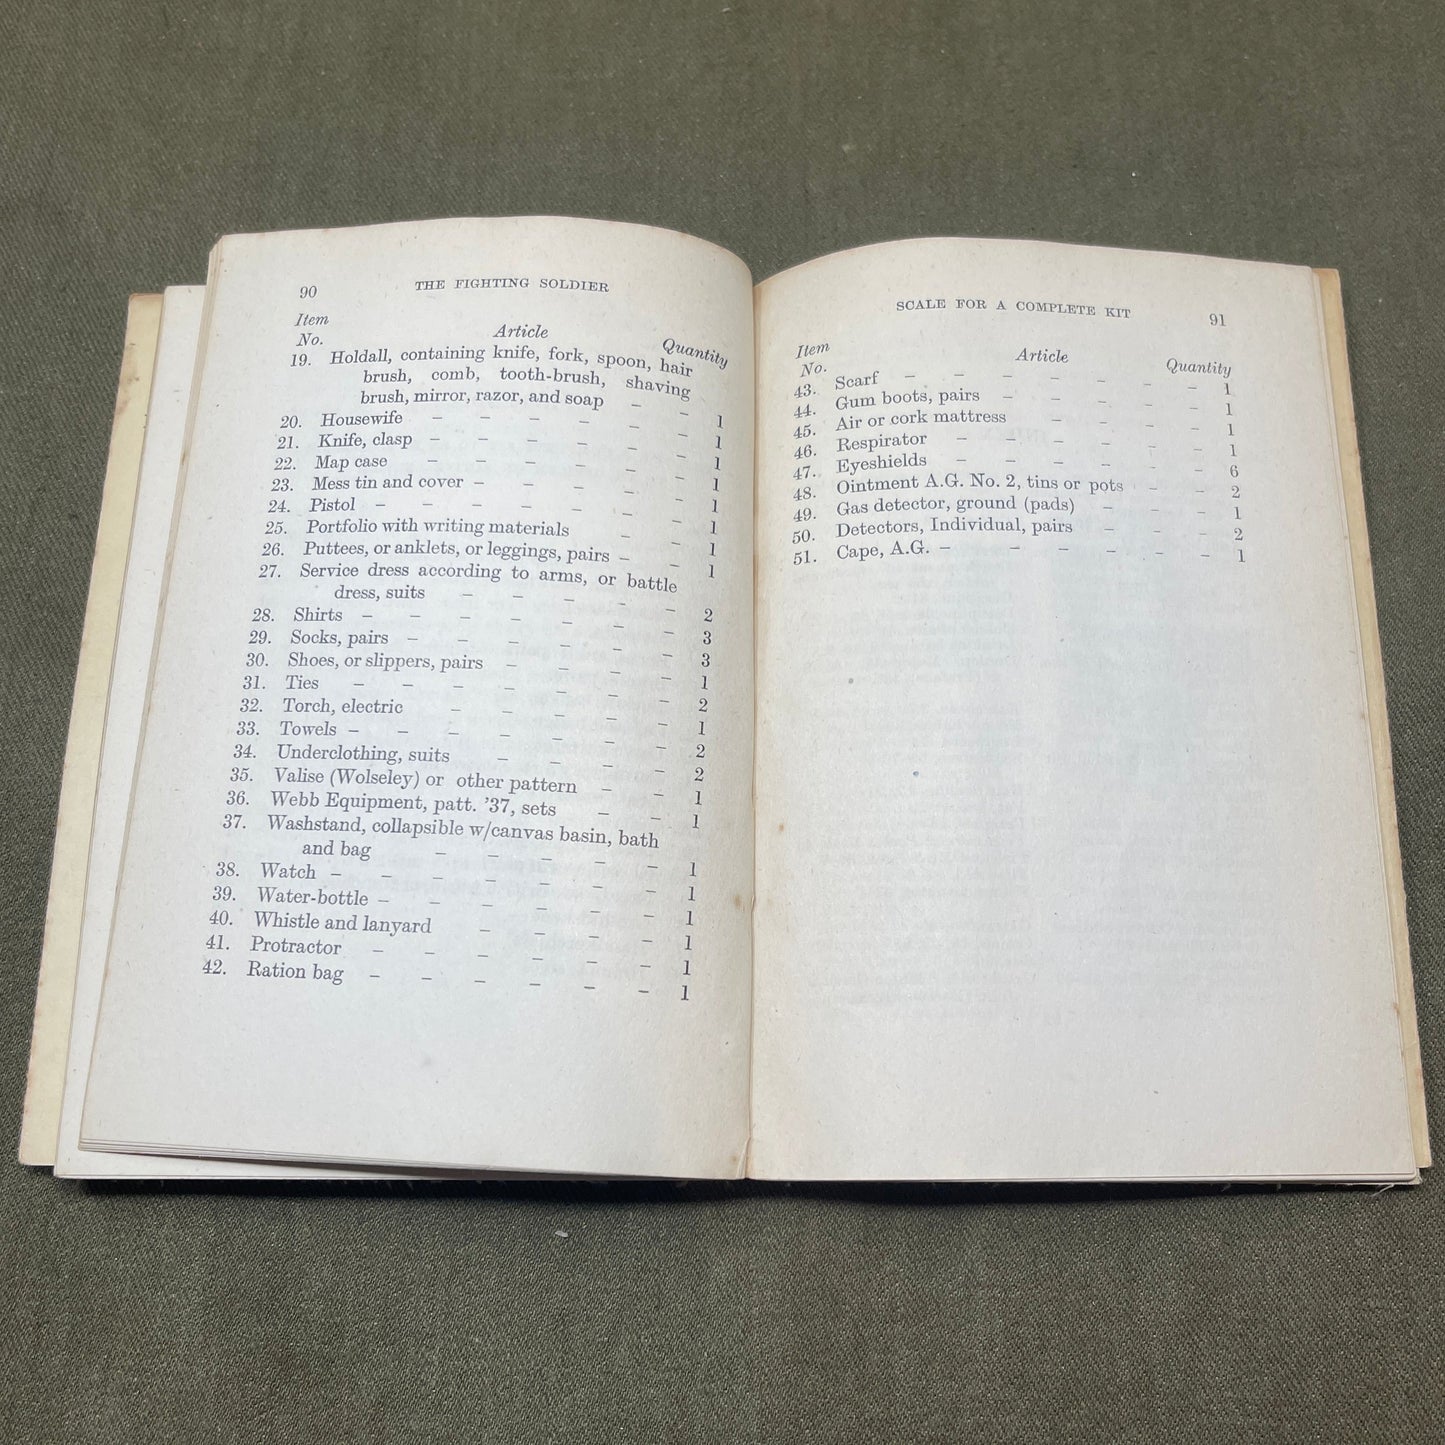 90 THE FIGHTING SOLDIER
Item
No. Article Quantity
19. Holdall, containing knife, fork, spoon, hair
brush, comb, tooth-brush, shaving
brush, mirror, razor, and soap – – 1
20. Housewife – – – – – – 1
21. Knife, clasp – – – – – – 1
22. Map case – – – – – – 1
23. Mess tin and cover – – – – – 1
24. Pistol – – – – – – – 1
25. Portfolio with writing materials – – 1
26. Puttees, or anklets, or leggings, pairs – – 1
27. Service dress according to arms, or battle
dress, suits – – – – – 2
28. Shirts – – – – – – – 3
29. Socks, pairs – – – – – – 3
30. Shoes, or slippers, pairs – – – – 1
31. Ties – – – – – – – 2
32. Torch, electric – – – – – 1
33. Towels – – – – – – – 2
34. Underclothing, suits – – – – – 2
35. Valise (Wolseley) or other pattern – – 1
36. Webb Equipment, patt. '37, sets – – 1
37. Washstand, collapsible w/canvas basin, bath
and bag – – – – – 1
38. Watch – – – – – – – 1
39. Water-bottle – – – – – – 1
40. Whistle and lanyard – – – – 1
41. Protractor – – – – – – 1
42. Ration bag – – – – – – 1
SCALE FOR A COMPLETE KIT 91
Item
No. Article Quantity
43. Scarf – – – – – – – 1
44. Gum boots, pairs – – – – – 1
45. Air or cork mattress – – – – 1
46. Respirator – – – – – – 1
47. Eyeshields – – – – – – 6
48. Ointment A.G. No. 2, tins or pots – – 2
49. Gas detector, ground (pads) – – – 1
50. Detectors, Individual, pairs – – – 2
51. Cape, A.G. – – – – – – 1